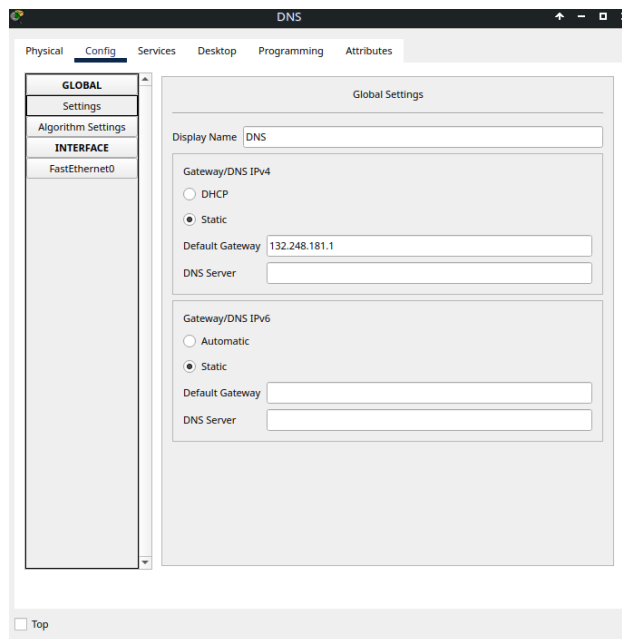 DNS
Physical Config Services Desktop Programming Attributes
GLOBAL
Settings
Algorithm Settings
INTERFACE
FastEthernet0
Global Settings
Display Name DNS
Gateway/DNS IPv4
DHCP
Static
Default Gateway 132.248.181.1
DNS Server
Gateway/DNS IPv6
Automatic
Static
Default Gateway
DNS Server
Top